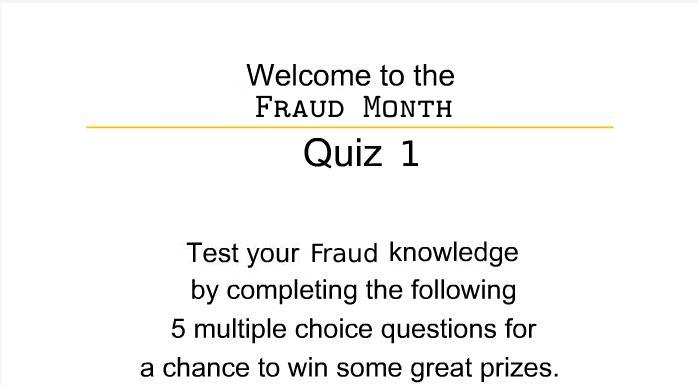 Welcome to the
FRAUD MONTH
Quiz 1
Test your Fraud knowledge
by completing the following
5 multiple choice questions for
a chance to win some great prizes.